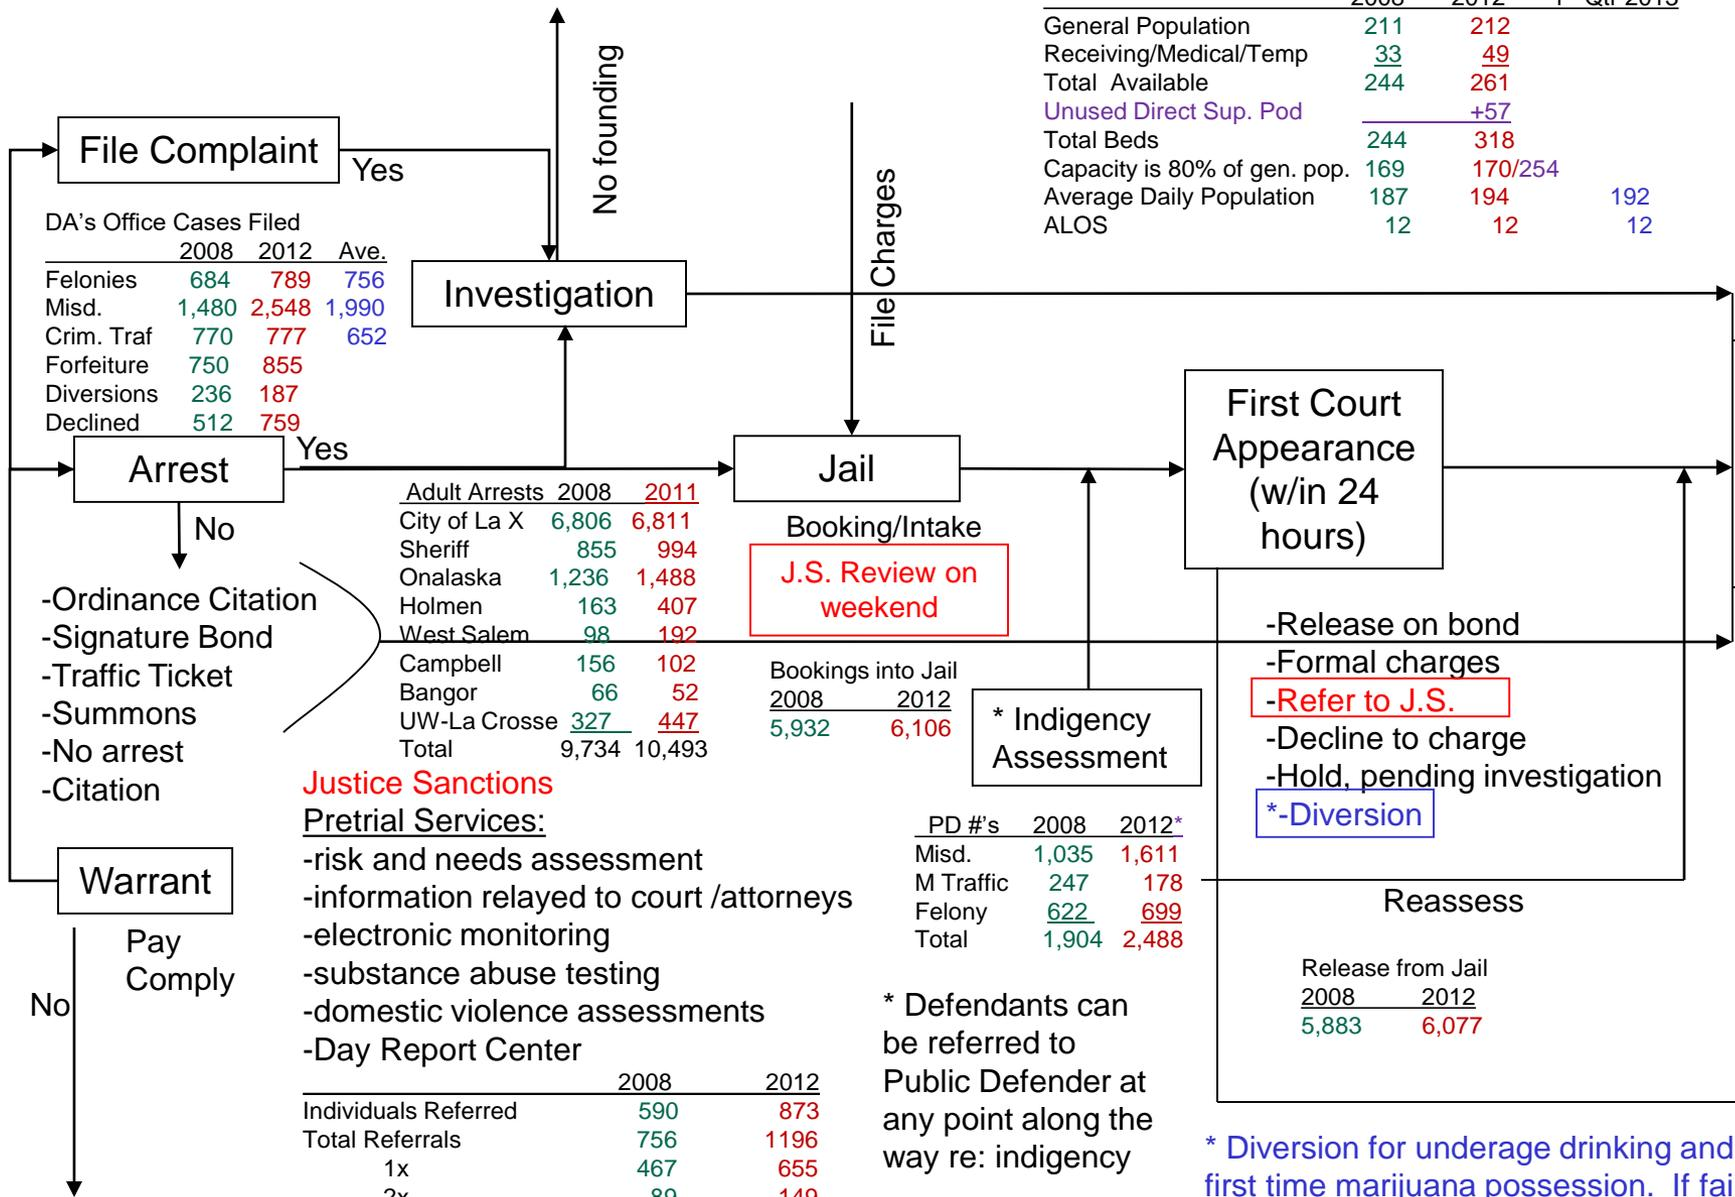 2008 2012 Qtr 2013
General Population 211 212
Receiving/Medical/Temp 33 49
Total Available 244 261
Unused Direct Sup. Pod +57
Total Beds 244 318
Capacity is 80% of gen. pop. 169 170/254
Average Daily Population 187 194 192
ALOS 12 12 12
No founding
File Charges
File Complaint
Yes
DA's Office Cases Filed
2008 2012 Ave.
Felonies 684 789 756
Misd. 1,480 2,548 1,990
Crim. Traf 770 777 652
Forfeiture 750 855
Diversions 236 187
Declined 512 759
Investigation
Arrest
Yes
No
Jail
Booking/Intake
J.S. Review on
weekend
First Court
Appearance
(w/in 24
hours)
-Ordinance Citation
-Signature Bond
-Traffic Ticket
-Summons
-No arrest
-Citation
Adult Arrests 2008 2011
City of La X 6,806 6,811
Sheriff 855 994
Onalaska 1,236 1,488
Holmen 163 407
West Salem 98 192
Campbell 156 102
Bangor 66 52
UW-La Crosse 327 447
Total 9,734 10,493
Bookings into Jail
2008 2012
5,932 6,106
* Indigency
Assessment
-Release on bond
-Formal charges
-Refer to J.S.
-Decline to charge
-Hold, pending investigation
*-Diversion
Warrant
Pay
Comply
No
Justice Sanctions
Pretrial Services:
-risk and needs assessment
-information relayed to court /attorneys
-electronic monitoring
-substance abuse testing
-domestic violence assessments
-Day Report Center
2008 2012
Individuals Referred 590 873
Total Referrals 756 1196
1x 467 655
2x 89 149
PD #'s 2008 2012*
Misd. 1,035 1,611
M Traffic 247 178
Felony 622 699
Total 1,904 2,488
Reassess
* Defendants can
be referred to
Public Defender at
any point along the
way re: indigency
Release from Jail
2008 2012
5,883 6,077
* Diversion for underage drinking and
first time marijuana possession. If fai